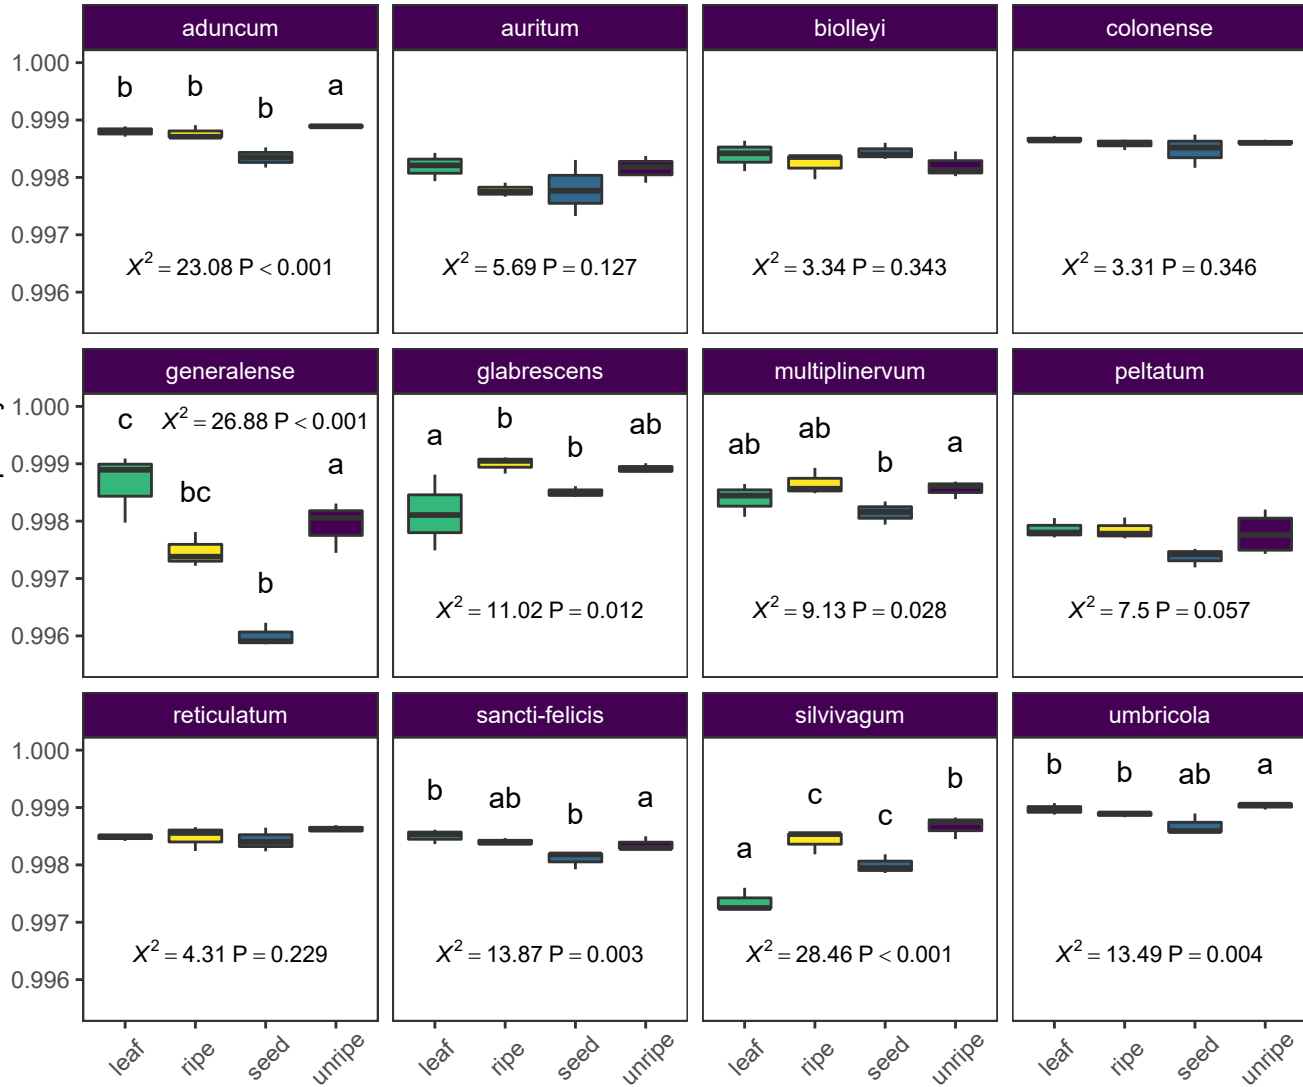 aduncum auritum biolleyi colonense
1.000
0.999
0.998
0.997
0.996
b b b a
X² = 23.08 P < 0.001
X² = 5.69 P = 0.127
X² = 3.34 P = 0.343
X² = 3.31 P = 0.346
generalense glabrescens multiplinervum peltatum
1.000
0.999
0.998
0.997
0.996
c bc b a
X² = 26.88 P < 0.001
a b b ab
X² = 11.02 P = 0.012
ab ab b a
X² = 9.13 P = 0.028
X² = 7.5 P = 0.057
reticulatum sancti-felicis silvivagum umbricola
1.000
0.999
0.998
0.997
0.996
X² = 4.31 P = 0.229
b ab b a
X² = 13.87 P = 0.003
a c c b
X² = 28.46 P < 0.001
b b ab a
X² = 13.49 P = 0.004
leaf ripe seed unripe leaf ripe seed unripe leaf ripe seed unripe leaf ripe seed unripe